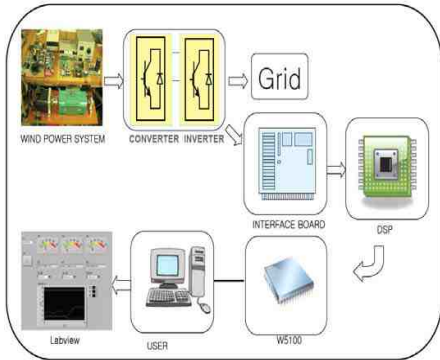 Grid
WIND POWER SYSTEM
CONVERTER INVERTER
INTERFACE BOARD
DSP
Labview
USER
W5100